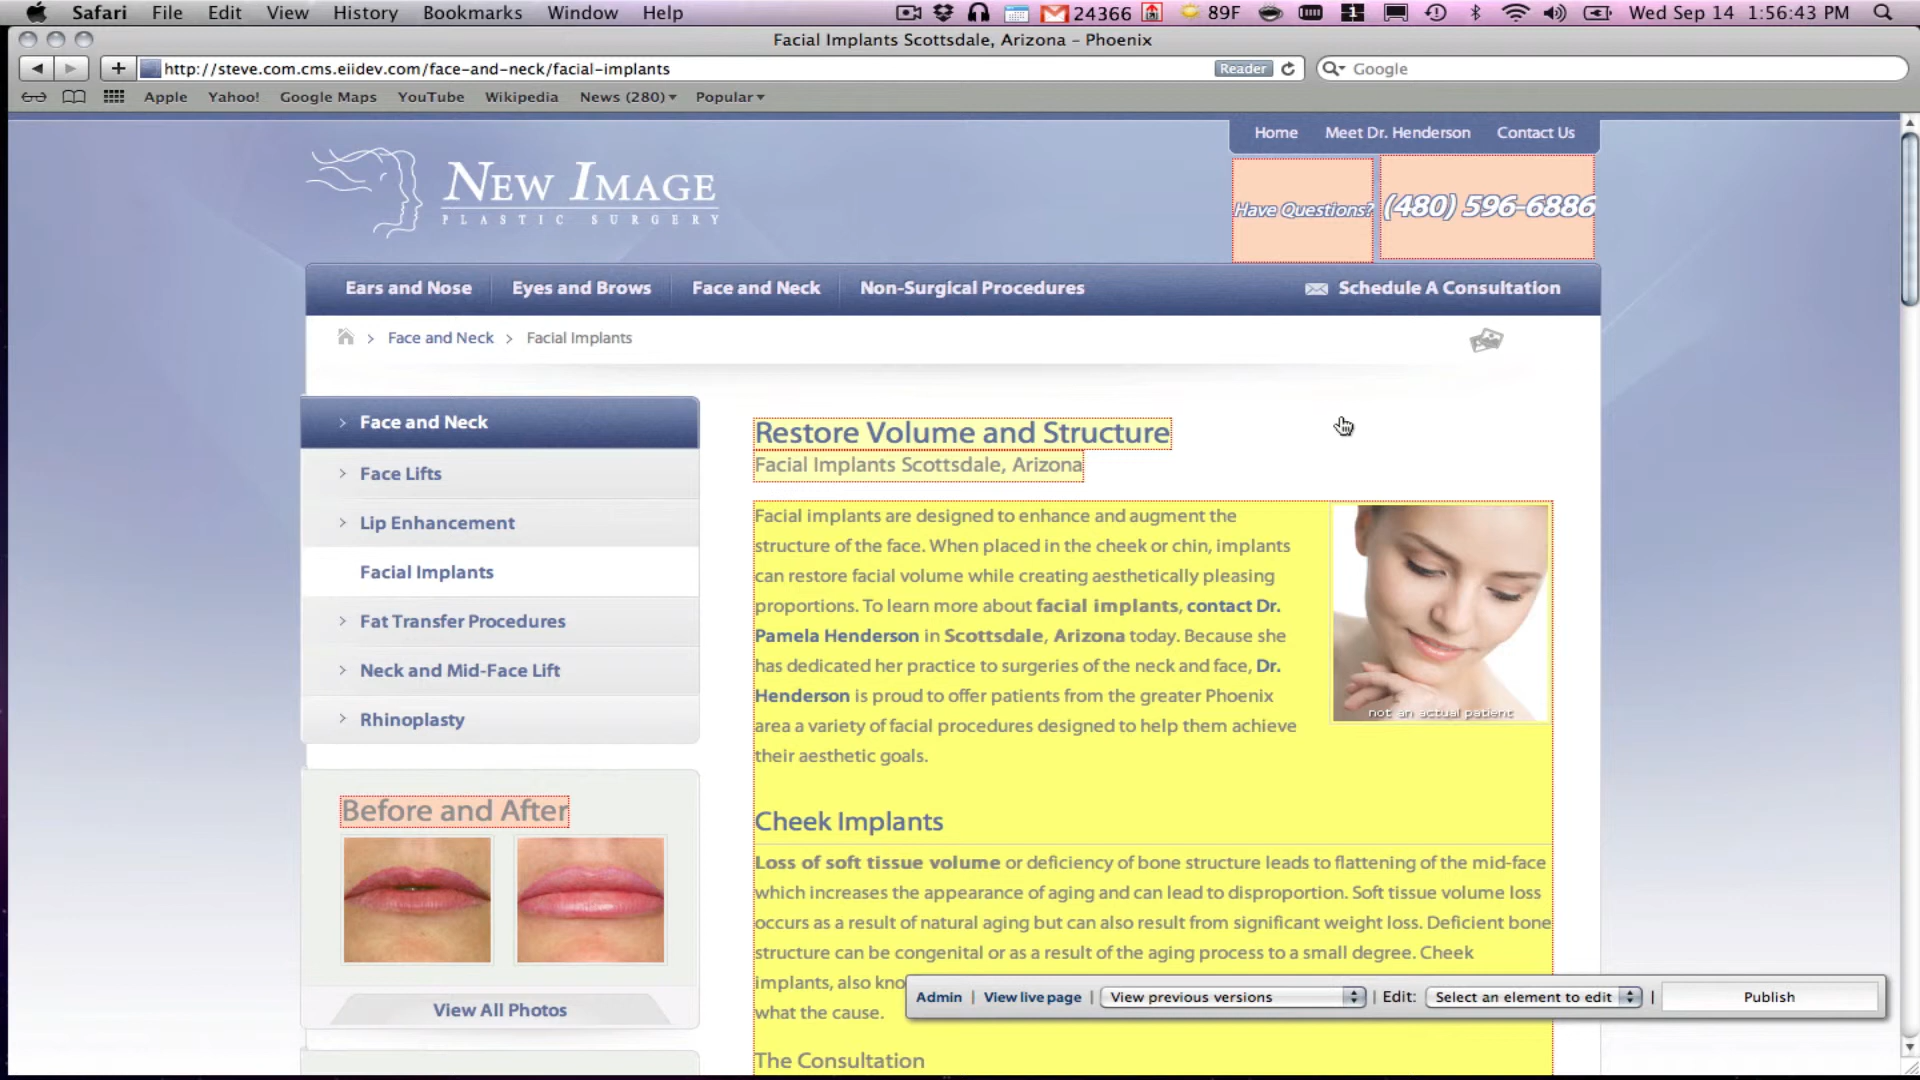 Safari File Edit View History Bookmarks Window Help 24366 89F 1 Wed Sep 14 1:56:43 PM
Facial Implants Scottsdale, Arizona – Phoenix
http://steve.com.cms.eiidev.com/face-and-neck/facial-implants Reader Google
Apple Yahoo! Google Maps YouTube Wikipedia News (280) Popular
Home Meet Dr. Henderson Contact Us
NEW IMAGE
PLASTIC SURGERY
Have Questions? (480) 596-6886
Ears and Nose Eyes and Brows Face and Neck Non-Surgical Procedures Schedule A Consultation
> Face and Neck > Facial Implants
Face and Neck
Face Lifts
Lip Enhancement
Facial Implants
Fat Transfer Procedures
Neck and Mid-Face Lift
Rhinoplasty
Before and After
View All Photos
Restore Volume and Structure
Facial Implants Scottsdale, Arizona
Facial implants are designed to enhance and augment the
structure of the face. When placed in the cheek or chin, implants
can restore facial volume while creating aesthetically pleasing
proportions. To learn more about facial implants, contact Dr.
Pamela Henderson in Scottsdale, Arizona today. Because she
has dedicated her practice to surgeries of the neck and face, Dr.
Henderson is proud to offer patients from the greater Phoenix
area a variety of facial procedures designed to help them achieve
their aesthetic goals.
not an actual patient
Cheek Implants
Loss of soft tissue volume or deficiency of bone structure leads to flattening of the mid-face
which increases the appearance of aging and can lead to disproportion. Soft tissue volume loss
occurs as a result of natural aging but can also result from significant weight loss. Deficient bone
structure can be congenital or as a result of the aging process to a small degree. Cheek
implants, also kno
what the cause.
The Consultation
Admin | View live page | View previous versions | Edit: Select an element to edit | Publish